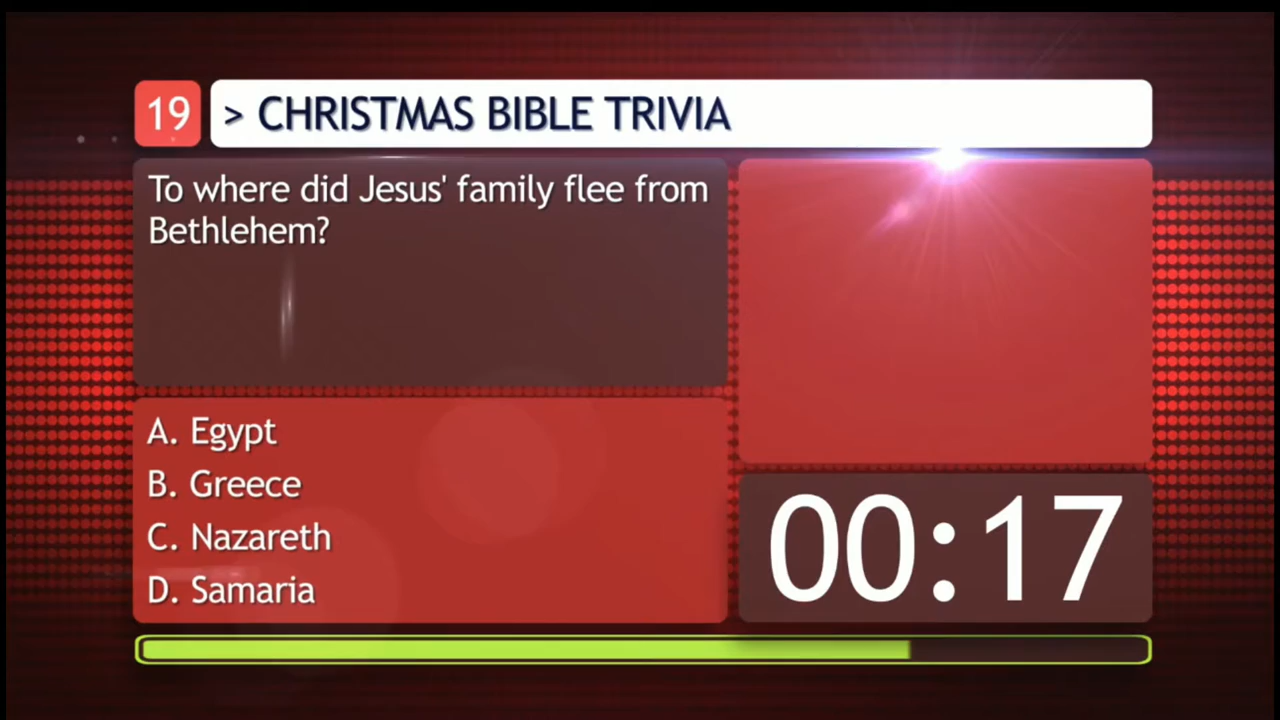 19
> CHRISTMAS BIBLE TRIVIA
To where did Jesus' family flee from
Bethlehem?
A. Egypt
B. Greece
C. Nazareth
D. Samaria
00:17